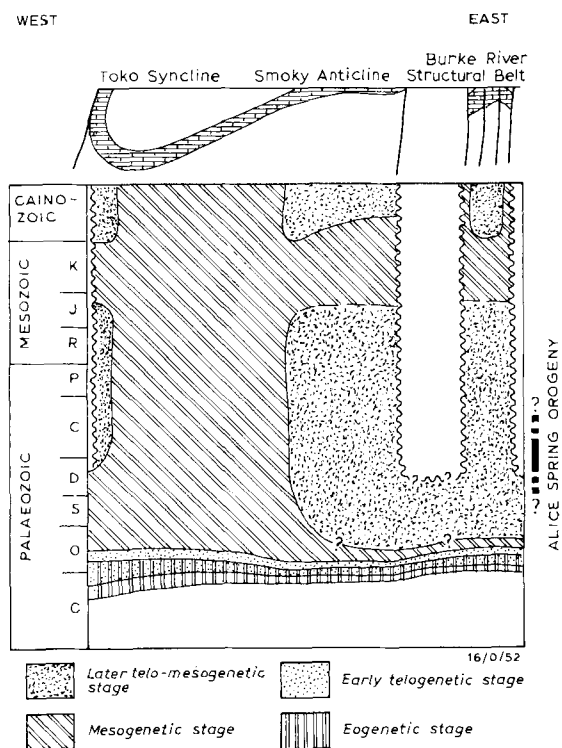 WEST
EAST
Toko Syncline
Smoky Anticline
Burke River
Structural Belt
CAINO-
ZOIC
MESOZOIC
K
J
R
PALAEOZOIC
P
C
D
S
O
C
?
?
?
?
?
?
ALICE SPRING OROGENY
16/0/52
Later telo-mesogenetic
stage
Early telogenetic stage
Mesogenetic stage
Eogenetic stage